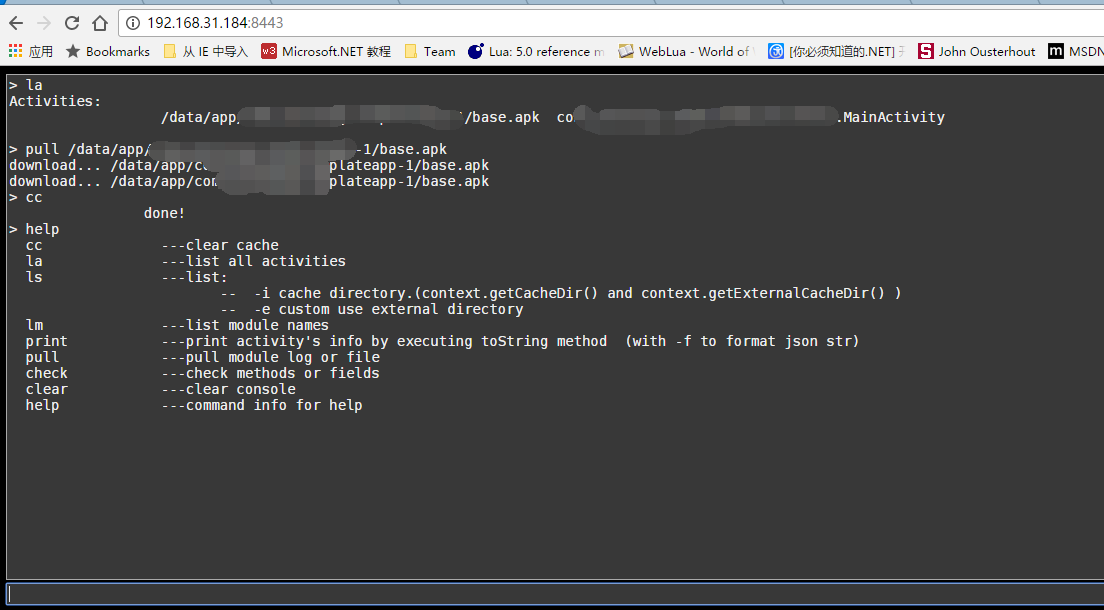 192.168.31.184:8443
应用 Bookmarks 从 IE 中导入 w3 Microsoft.NET 教程 Team Lua: 5.0 reference m WebLua - World of [你必须知道的.NET] S John Ousterhout m MSDN
> la
Activities:
/data/app/ /base.apk co .MainActivity
> pull /data/app/ -1/base.apk
download... /data/app/co plateapp-1/base.apk
download... /data/app/com plateapp-1/base.apk
> cc
done!
> help
cc ---clear cache
la ---list all activities
ls ---list:
-- -i cache directory.(context.getCacheDir() and context.getExternalCacheDir() )
-- -e custom use external directory
lm ---list module names
print ---print activity's info by executing toString method (with -f to format json str)
pull ---pull module log or file
check ---check methods or fields
clear ---clear console
help ---command info for help